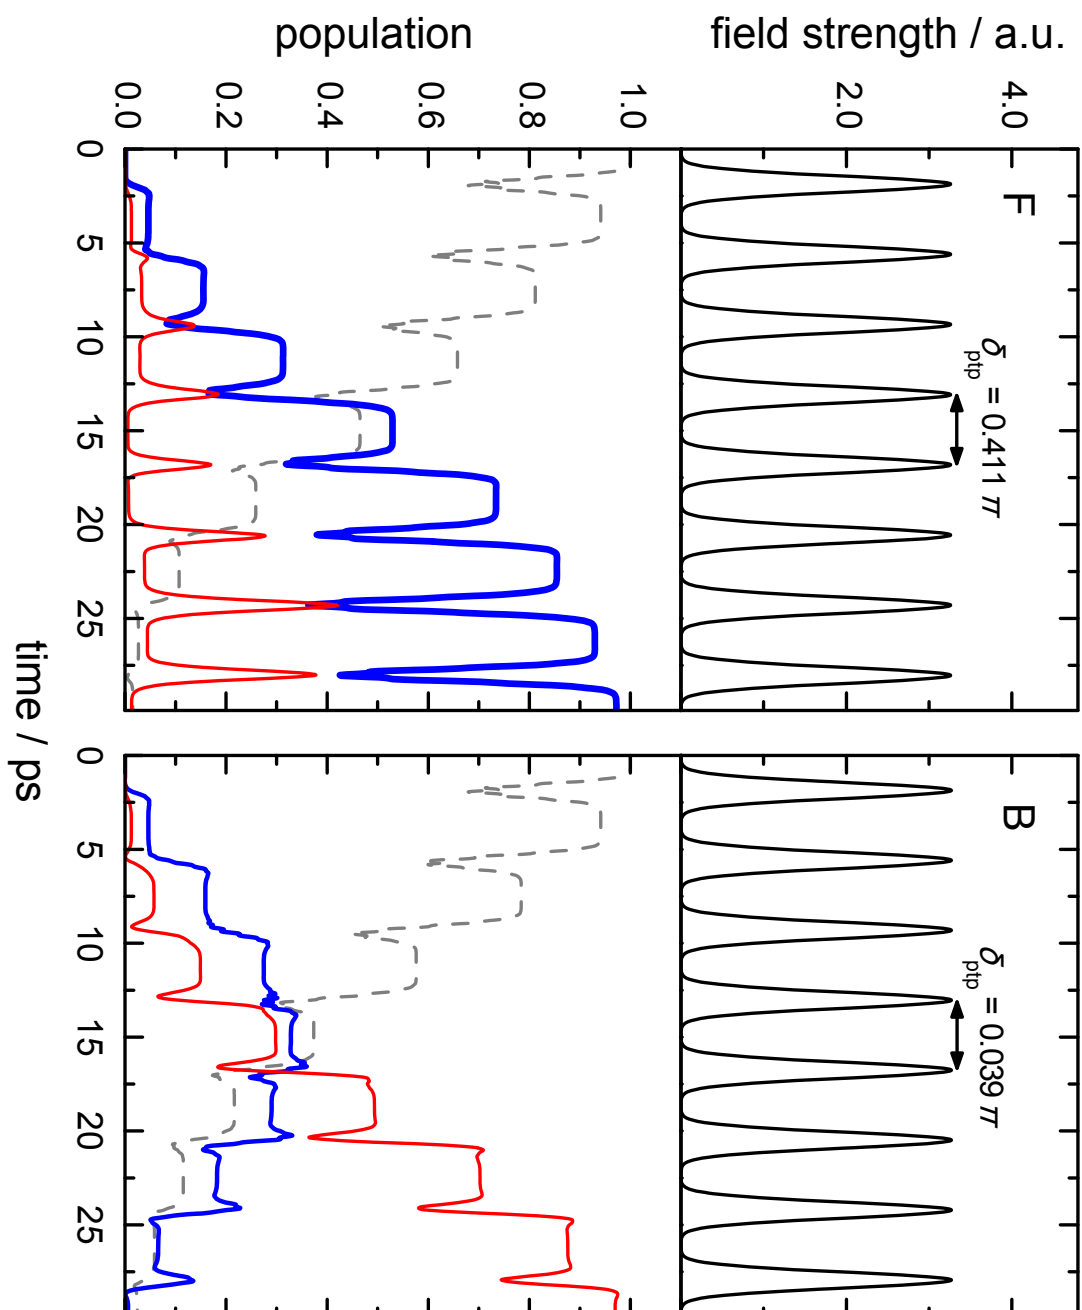 field strength / a.u.
4.0
2.0
F
δptp = 0.411 π
B
δptp = 0.039 π
population
1.0
0.8
0.6
0.4
0.2
0.0
0 5 10 15 20 25
0 5 10 15 20 25
time / ps